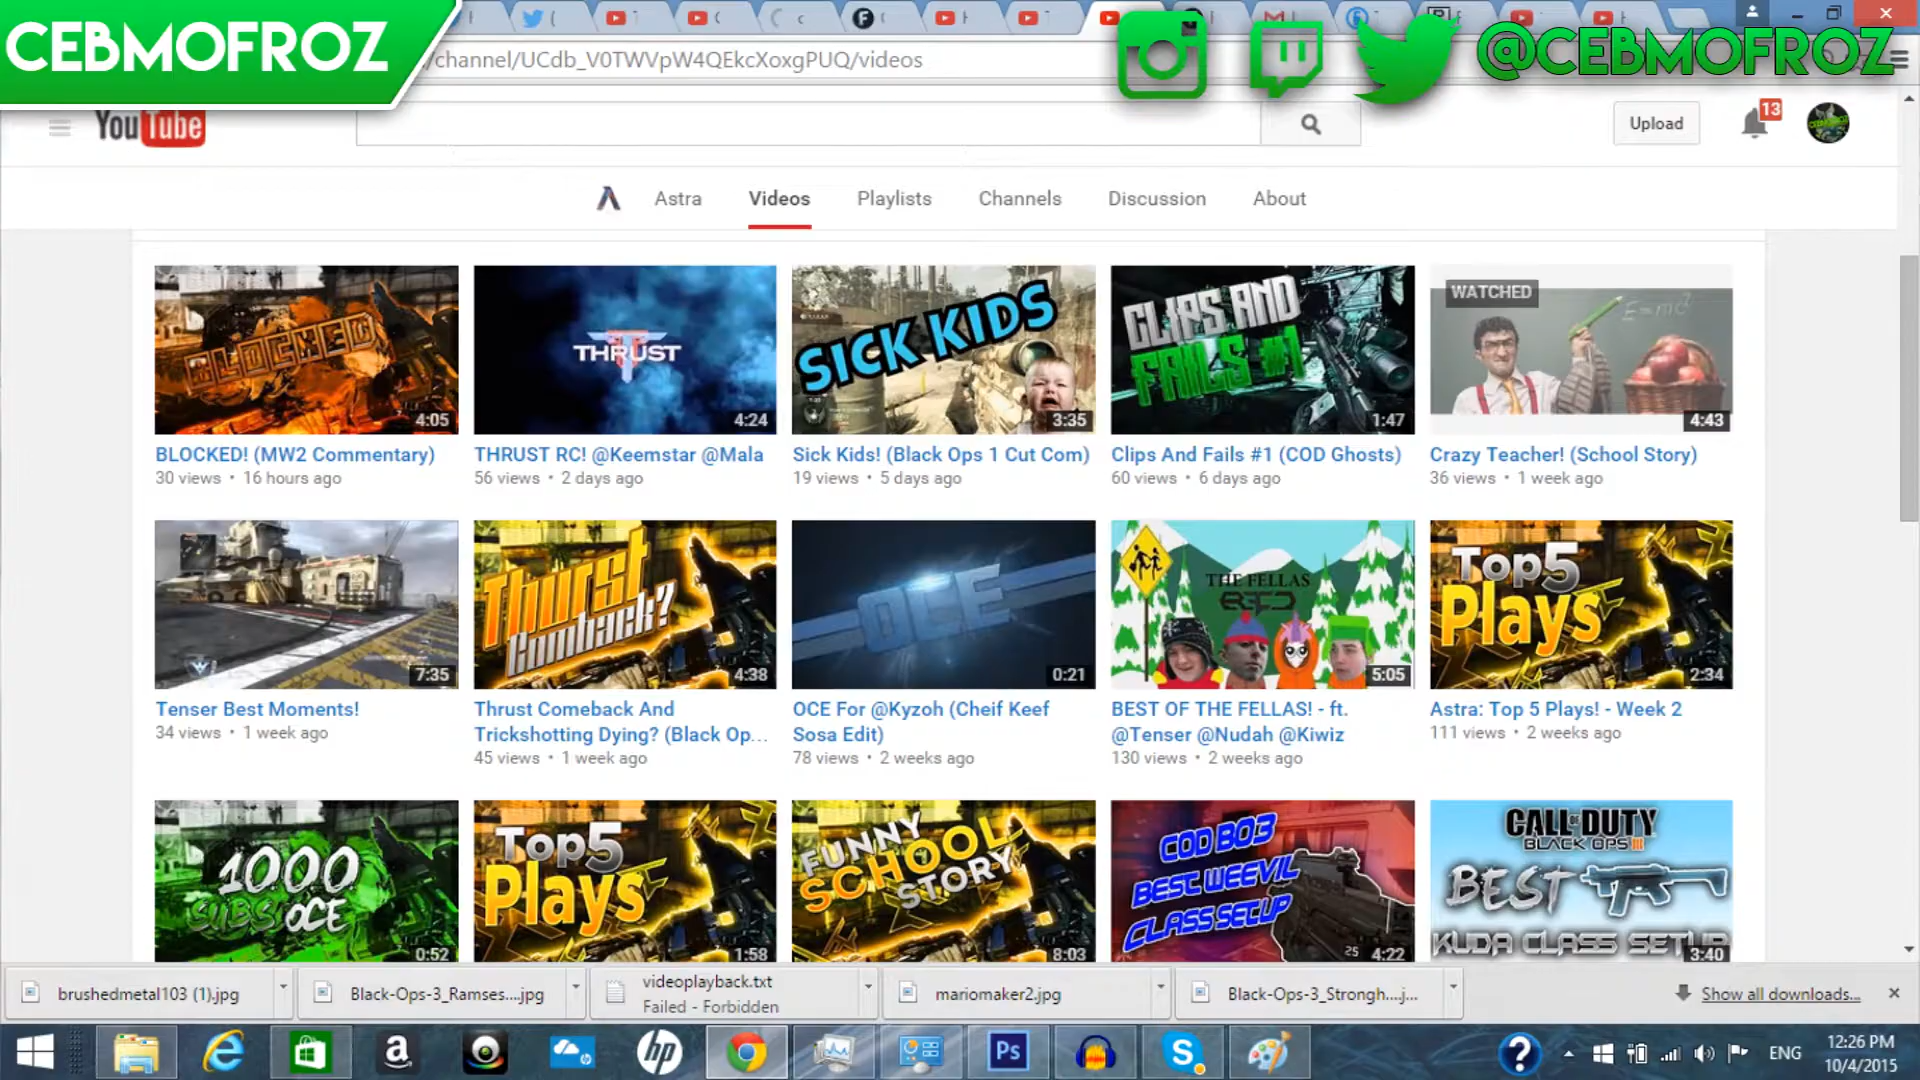 CEBMOFROZ
@CEBMOFROZ
/channel/UCdb_V0TWVpW4QEkcXoxgPUQ/videos
YouTube
Upload
13
Astra
Videos
Playlists
Channels
Discussion
About
BLOCKED
4:05
THRUST
4:24
SICK KIDS
3:35
CLIPS AND
FAILS #1
1:47
WATCHED
E=mc²
4:43
BLOCKED! (MW2 Commentary)
30 views • 16 hours ago
THRUST RC! @Keemstar @Mala
56 views • 2 days ago
Sick Kids! (Black Ops 1 Cut Com)
19 views • 5 days ago
Clips And Fails #1 (COD Ghosts)
60 views • 6 days ago
Crazy Teacher! (School Story)
36 views • 1 week ago
7:35
Thurst
Comback?
4:38
OCE
0:21
THE FELLAS
5:05
Top5
Plays
2:34
Tenser Best Moments!
34 views • 1 week ago
Thrust Comeback And
Trickshotting Dying? (Black Op...
45 views • 1 week ago
OCE For @Kyzoh (Cheif Keef
Sosa Edit)
78 views • 2 weeks ago
BEST OF THE FELLAS! - ft.
@Tenser @Nudah @Kiwiz
130 views • 2 weeks ago
Astra: Top 5 Plays! - Week 2
111 views • 2 weeks ago
1000
SUBS! OCE
0:52
Top5
Plays
1:58
FUNNY
SCHOOL
STORY
8:03
COD BO3
BEST WEEVIL
CLASS SETUP
25
4:22
CALL OF DUTY
BLACK OPS III
BEST
KUDA CLASS SETUP
3:40
brushedmetal103 (1).jpg
Black-Ops-3_Ramses....jpg
videoplayback.txt
Failed - Forbidden
mariomaker2.jpg
Black-Ops-3_Strongh....j...
Show all downloads...
a
hp
Ps
S
?
ENG
12:26 PM
10/4/2015